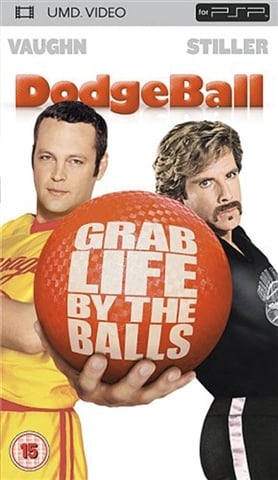 UMD. VIDEO for PSP
VAUGHN STILLER
DodgeBall
GRAB
LIFE
BY THE
BALLS
15